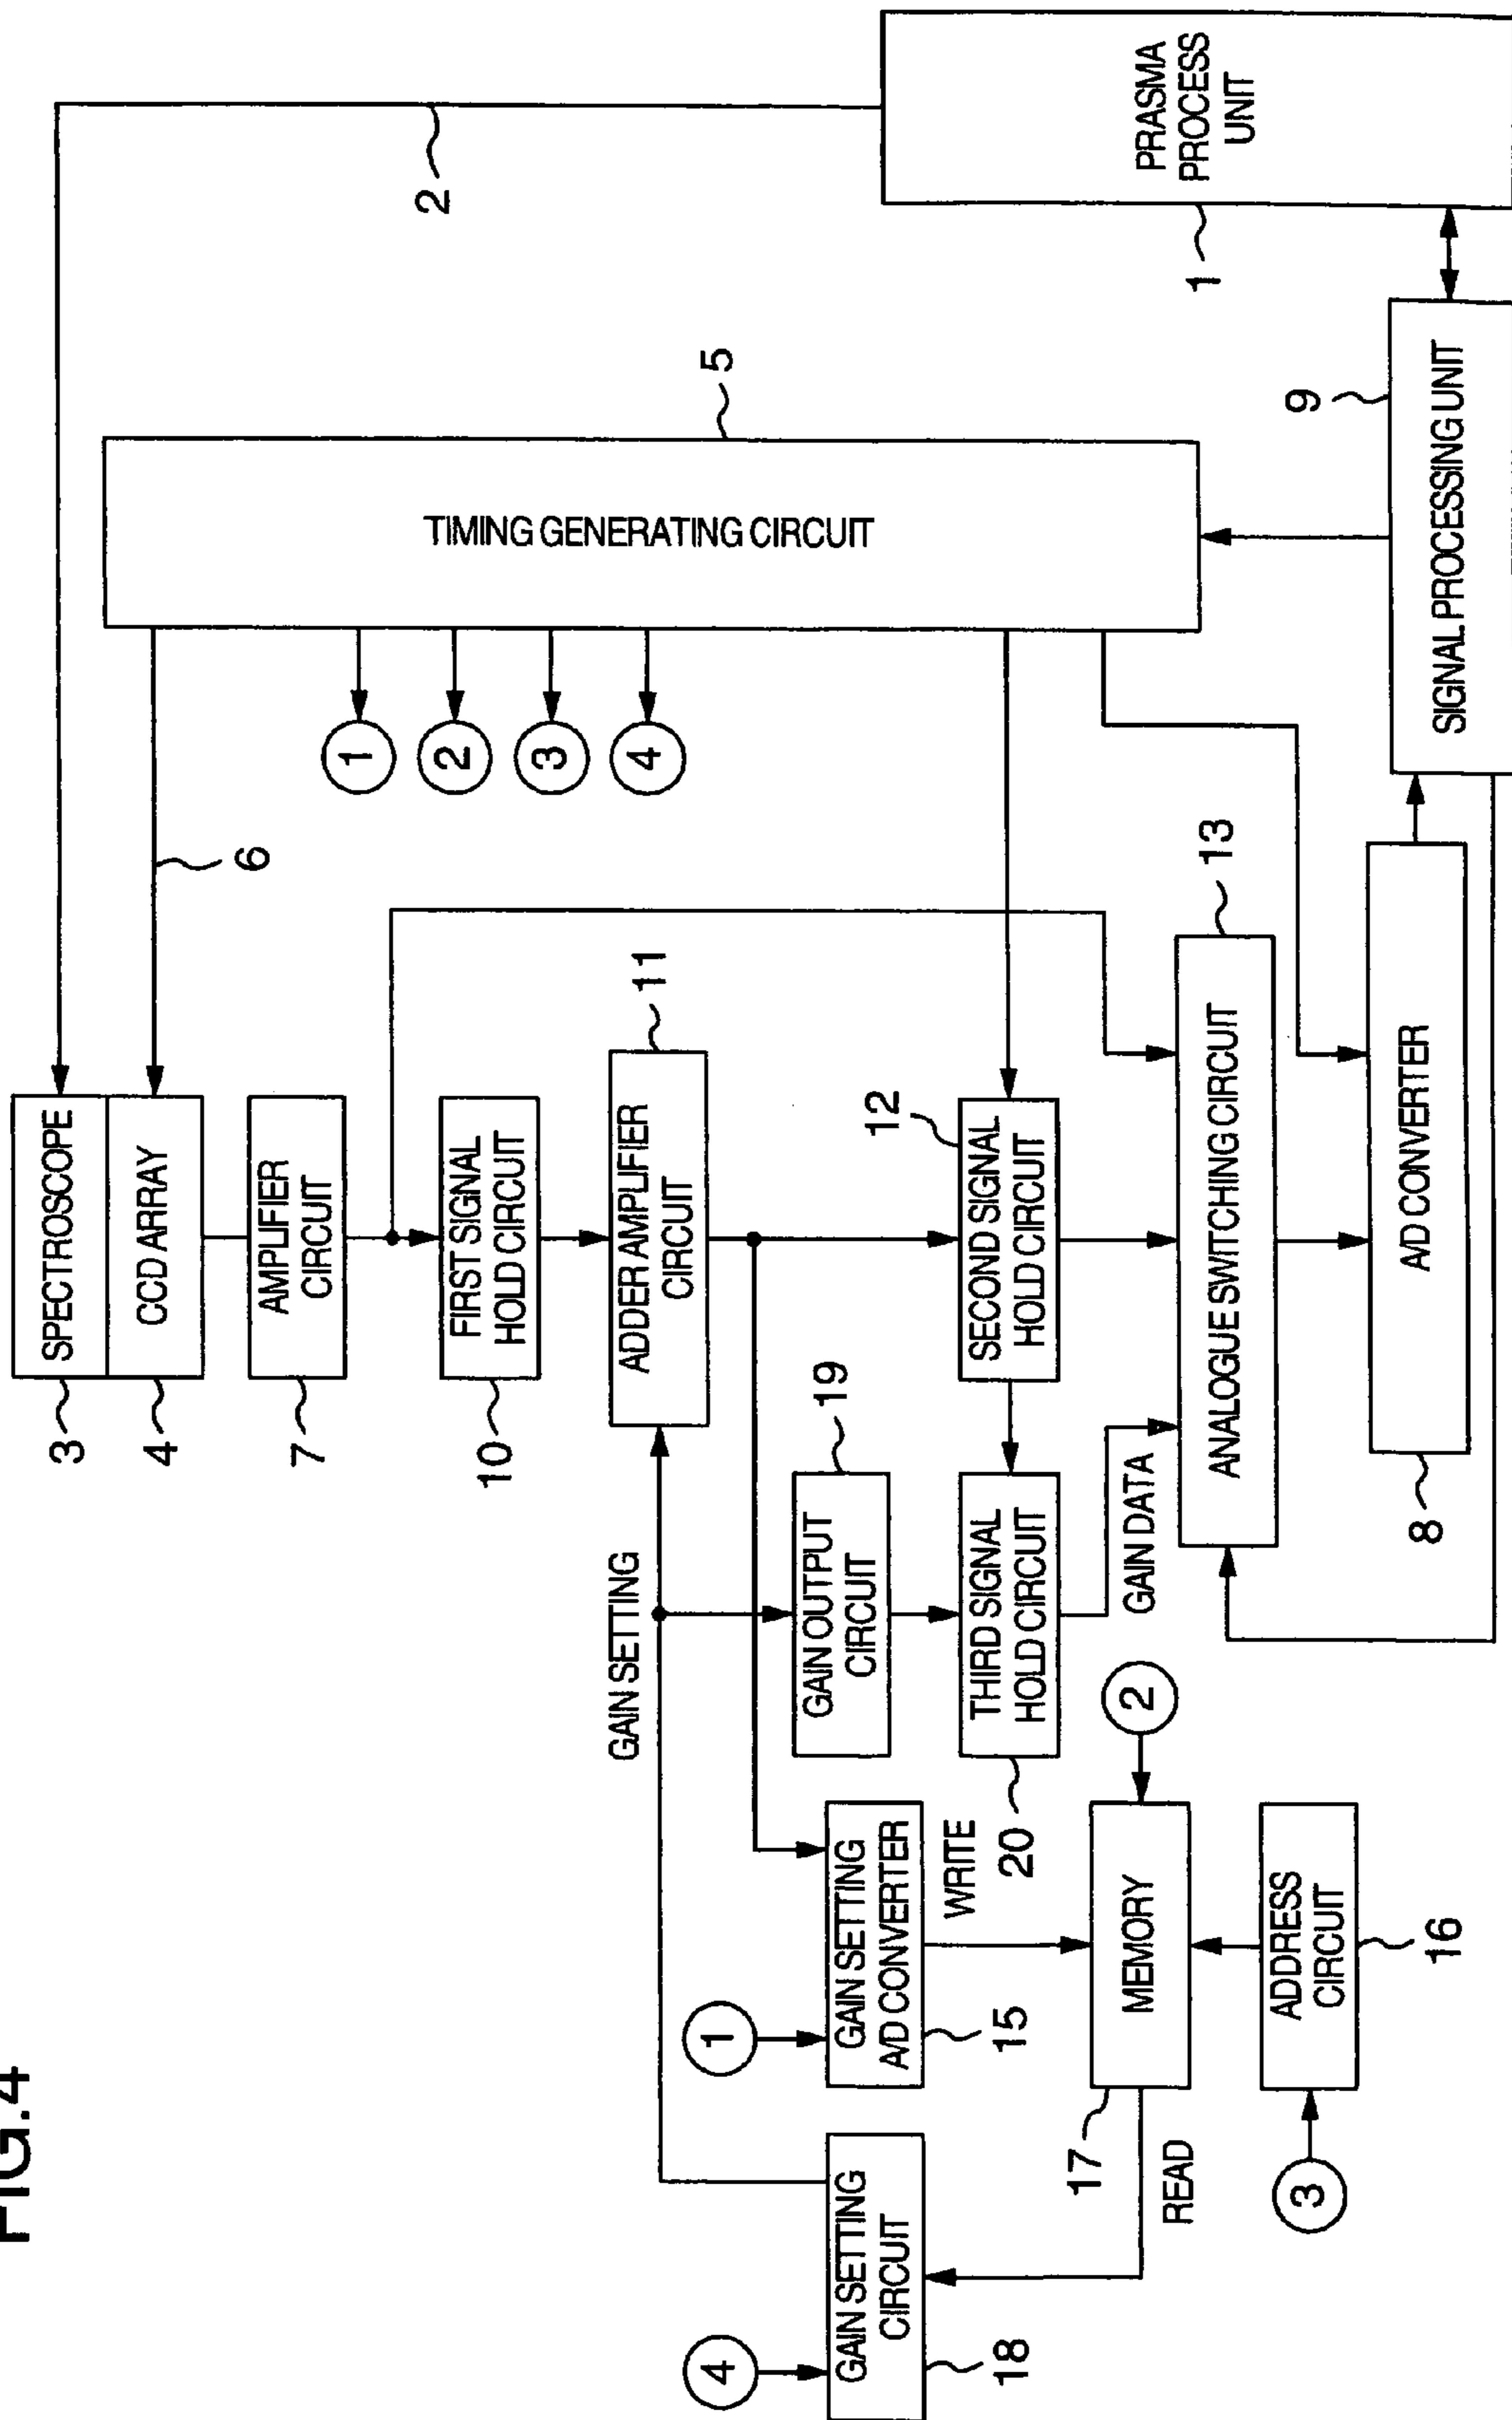 FIG.4
SPECTROSCOPE
3
CCD ARRAY
4
AMPLIFIER
CIRCUIT
7
FIRST SIGNAL
HOLD CIRCUIT
10
ADDER AMPLIFIER
CIRCUIT
11
GAIN SETTING
GAIN OUTPUT
CIRCUIT
19
SECOND SIGNAL
HOLD CIRCUIT
12
THIRD SIGNAL
HOLD CIRCUIT
20
GAIN DATA
ANALOGUE SWITCHING CIRCUIT
13
A/D CONVERTER
8
GAIN SETTING
CIRCUIT
18
4
GAIN SETTING
A/D CONVERTER
15
1
WRITE
MEMORY
17
2
READ
ADDRESS
CIRCUIT
16
3
TIMING GENERATING CIRCUIT
5
6
1
2
3
4
SIGNAL PROCESSING UNIT
9
PRASMA
PROCESS
UNIT
1
2